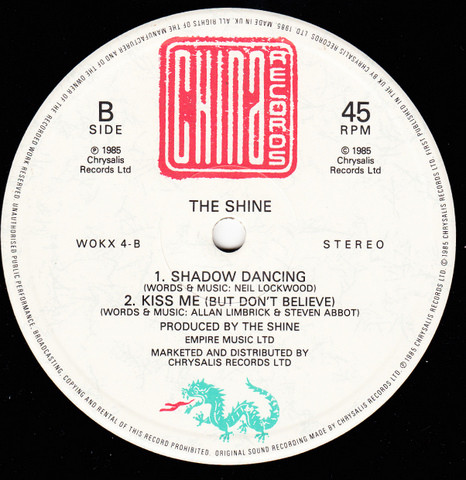 CHINA
RECORDS
B
SIDE
45
RPM
℗ 1985
Chrysalis
Records Ltd
© 1985
Chrysalis
Records Ltd
THE SHINE
WOKX 4-B
STEREO
1. SHADOW DANCING
(WORDS & MUSIC: NEIL LOCKWOOD)
2. KISS ME (BUT DON'T BELIEVE)
(WORDS & MUSIC: ALLAN LIMBRICK & STEVEN ABBOT)
PRODUCED BY THE SHINE
EMPIRE MUSIC LTD
MARKETED AND DISTRIBUTED BY
CHRYSALIS RECORDS LTD
MADE IN UK. ALL RIGHTS OF THE MANUFACTURER AND OF THE OWNER OF THE RECORDED WORK RESERVED. UNAUTHORISED PUBLIC PERFORMANCE, BROADCASTING, COPYING AND RENTAL OF THIS RECORD PROHIBITED. ORIGINAL SOUND RECORDING MADE BY CHRYSALIS RECORDS LTD. ©1985 CHRYSALIS RECORDS LTD. FIRST PUBLISHED IN THE UK BY CHRYSALIS RECORDS LTD. 1985.